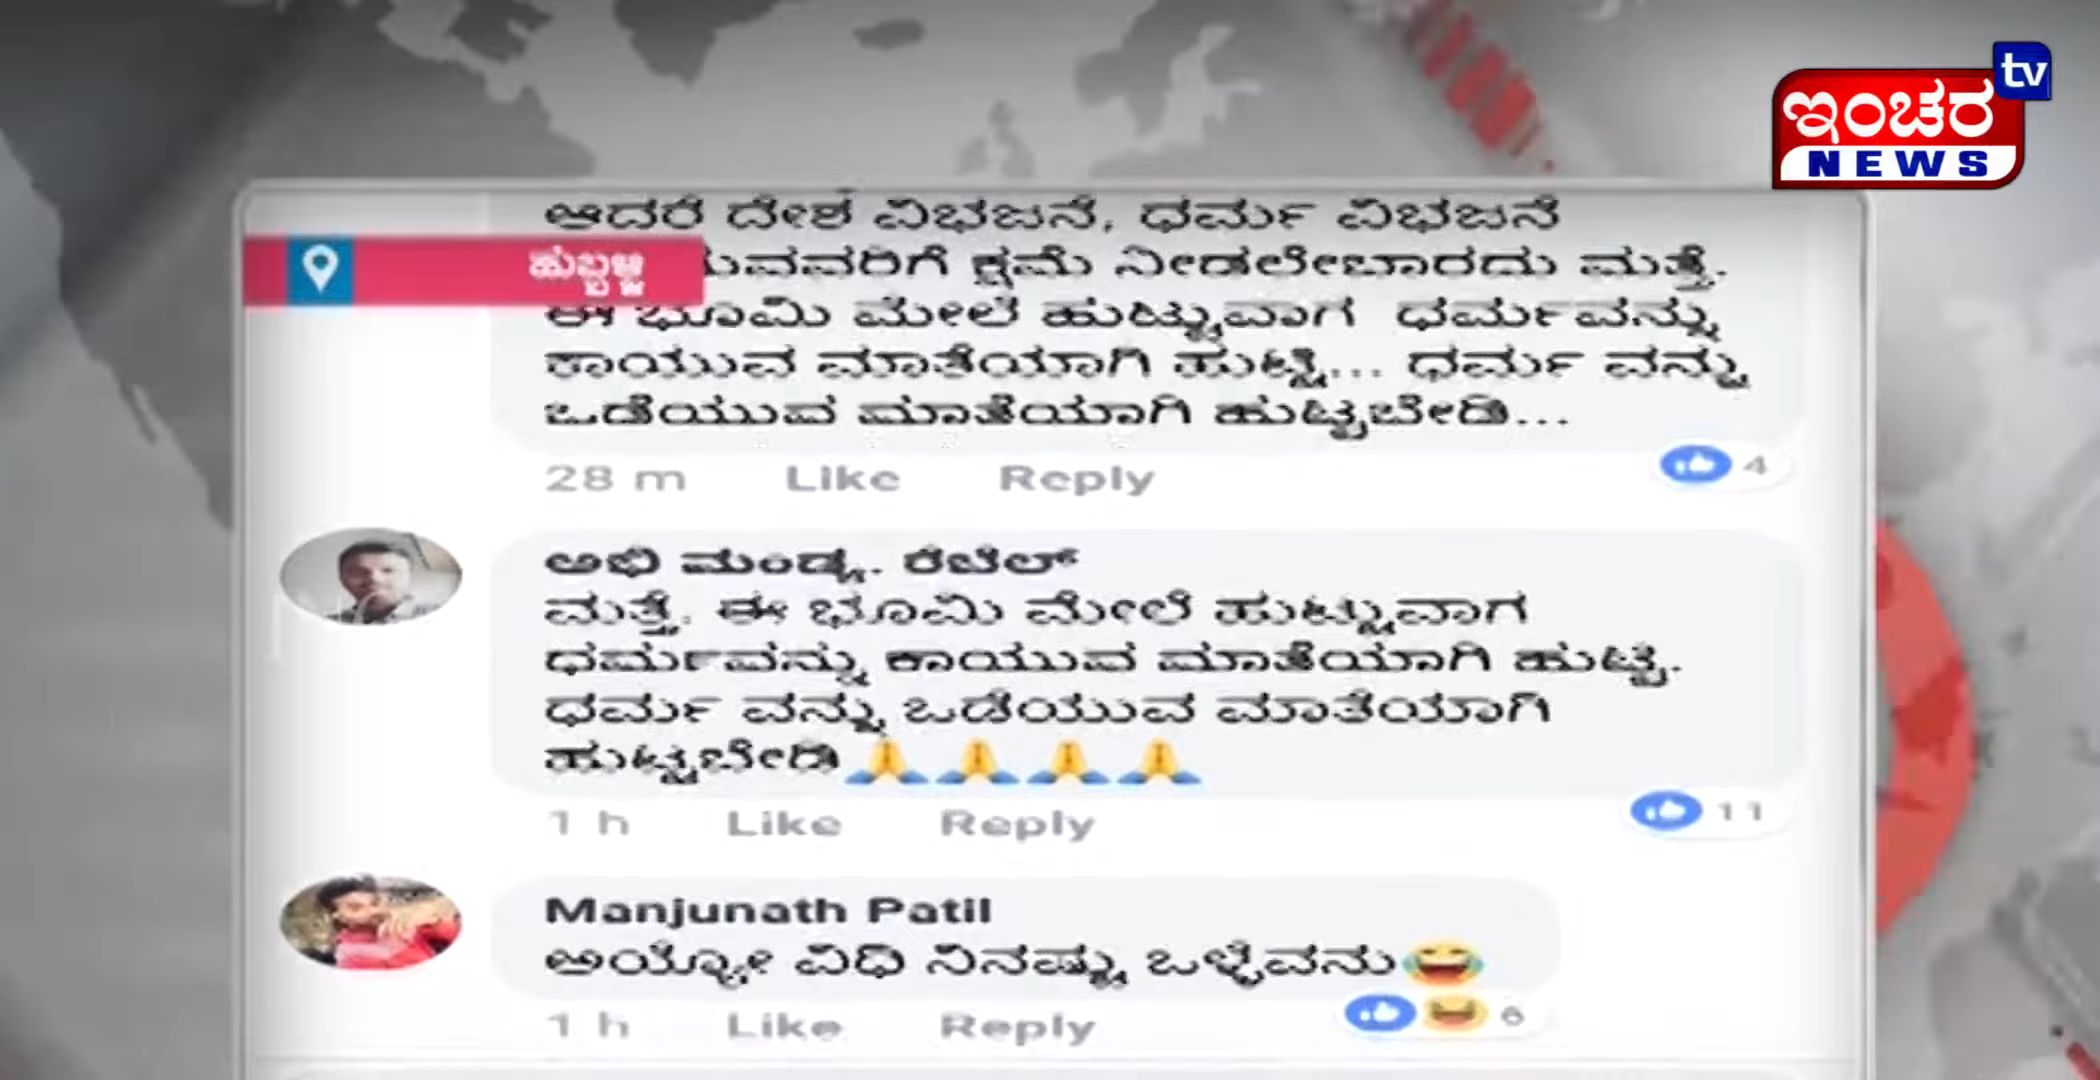 tv
ಇಂಚರ
NEWS
ಆದರೆ ದೇಶ ವಿಭಜನೆ, ಧರ್ಮ ವಿಭಜನೆ
ಹುಬ್ಬಳ್ಳಿ
ಕ್ಷಮೆ ನೀಡಲೇಬಾರದು ಮತ್ತೆ.
ಈ ಭೂಮಿ ಮೇಲೆ ಹುಟ್ಟುವಾಗ ಧರ್ಮವನ್ನು
ಕಾಯುವ ಮಾತೆಯಾಗಿ ಹುಟ್ಟಿ... ಧರ್ಮ ವನ್ನು
ಒಡೆಯುವ ಮಾತೆಯಾಗಿ ಹುಟ್ಟಬೇಡಿ...
28 m Like Reply 4
ಅಭಿ ಮಂಡ್ಯ. ರೆಬೆಲ್
ಮತ್ತೆ. ಈ ಭೂಮಿ ಮೇಲೆ ಹುಟ್ಟುವಾಗ
ಧರ್ಮವನ್ನು ಕಾಯುವ ಮಾತೆಯಾಗಿ ಹುಟ್ಟಿ.
ಧರ್ಮ ವನ್ನು ಒಡೆಯುವ ಮಾತೆಯಾಗಿ
ಹುಟ್ಟಬೇಡಿ🙏🙏🙏🙏
1 h Like Reply 11
Manjunath Patil
ಅಯ್ಯೋ ವಿಧಿ ನಿನಷ್ಟು ಒಳ್ಳೆವನು😂
1 h Like Reply 6